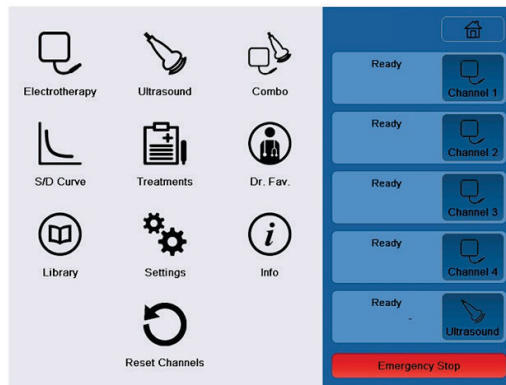 Electrotherapy
Ultrasound
Combo
S/D Curve
Treatments
Dr. Fav.
Library
Settings
i
Info
Reset Channels
Ready
Channel 1
Ready
Channel 2
Ready
Channel 3
Ready
Channel 4
Ready
-
Ultrasound
Emergency Stop